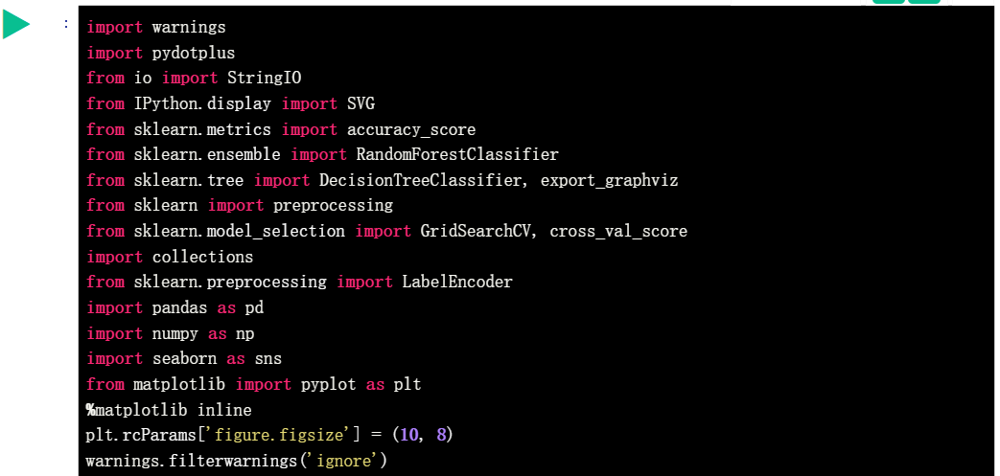 :
import warnings
import pydotplus
from io import StringIO
from IPython.display import SVG
from sklearn.metrics import accuracy_score
from sklearn.ensemble import RandomForestClassifier
from sklearn.tree import DecisionTreeClassifier, export_graphviz
from sklearn import preprocessing
from sklearn.model_selection import GridSearchCV, cross_val_score
import collections
from sklearn.preprocessing import LabelEncoder
import pandas as pd
import numpy as np
import seaborn as sns
from matplotlib import pyplot as plt
%matplotlib inline
plt.rcParams['figure.figsize'] = (10, 8)
warnings.filterwarnings('ignore')